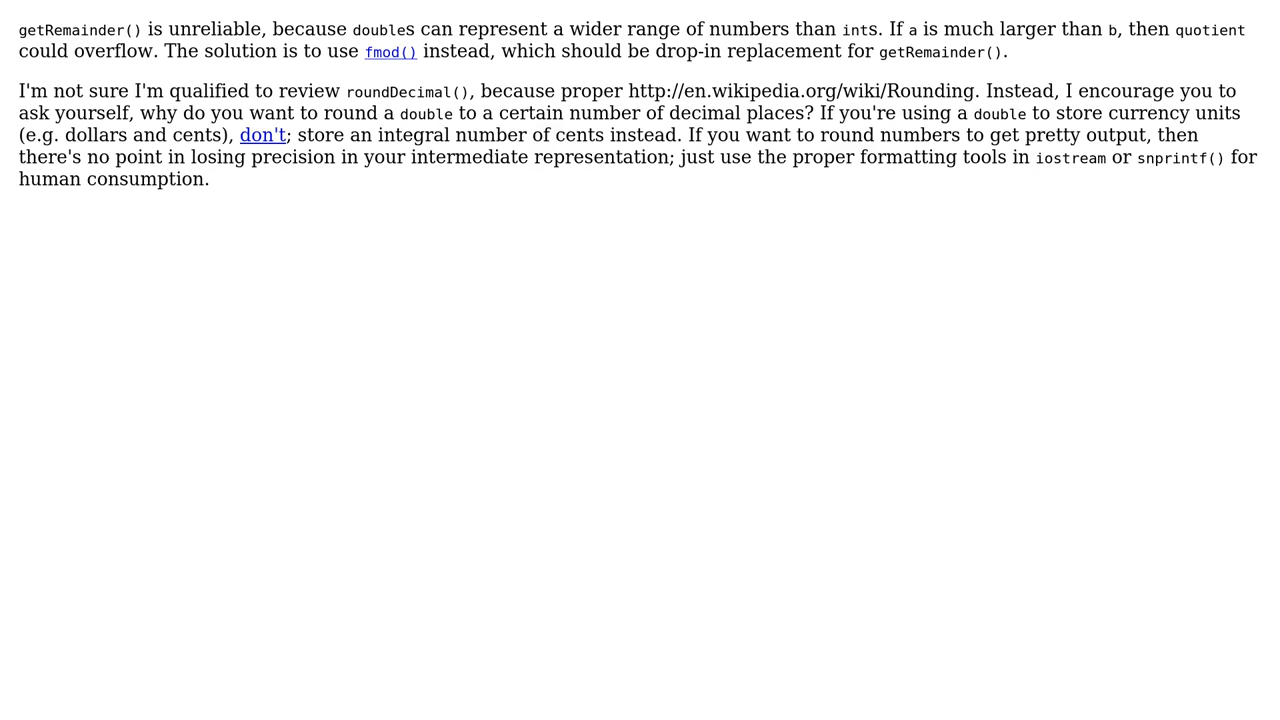 getRemainder() is unreliable, because doubles can represent a wider range of numbers than ints. If a is much larger than b, then quotient
could overflow. The solution is to use fmod() instead, which should be drop-in replacement for getRemainder().
I'm not sure I'm qualified to review roundDecimal(), because proper http://en.wikipedia.org/wiki/Rounding. Instead, I encourage you to
ask yourself, why do you want to round a double to a certain number of decimal places? If you're using a double to store currency units
(e.g. dollars and cents), don't; store an integral number of cents instead. If you want to round numbers to get pretty output, then
there's no point in losing precision in your intermediate representation; just use the proper formatting tools in iostream or snprintf() for
human consumption.